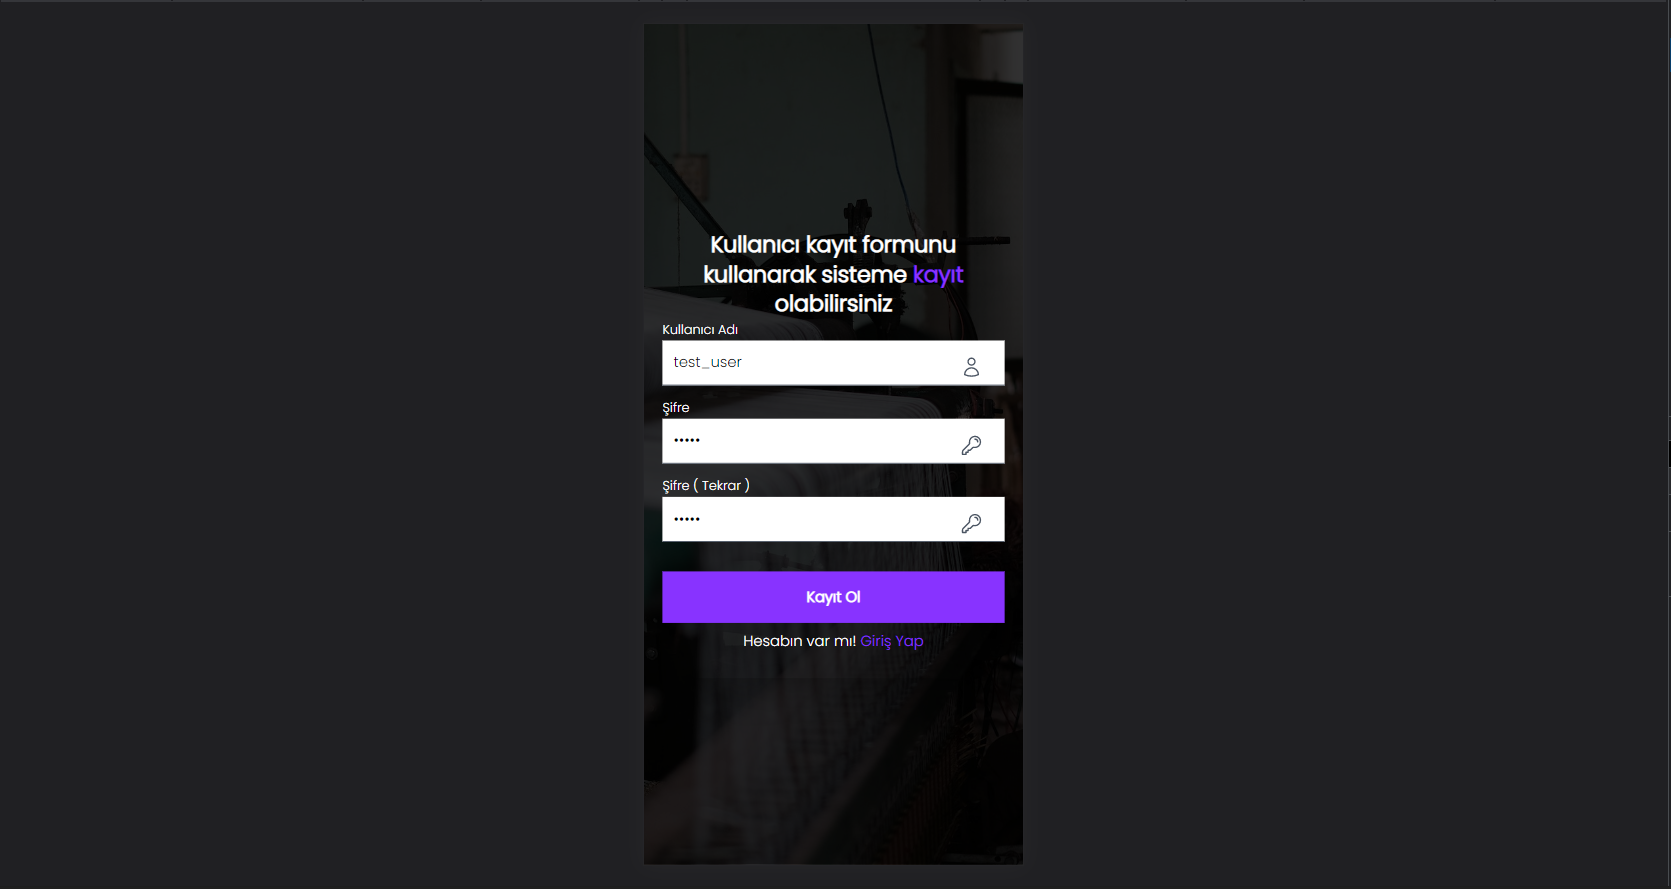 Kullanıcı kayıt formunu
kullanarak sisteme kayıt
olabilirsiniz
Kullanıcı Adı
test_user
Şifre
•••••
Şifre ( Tekrar )
•••••
Kayıt Ol
Hesabın var mı! Giriş Yap